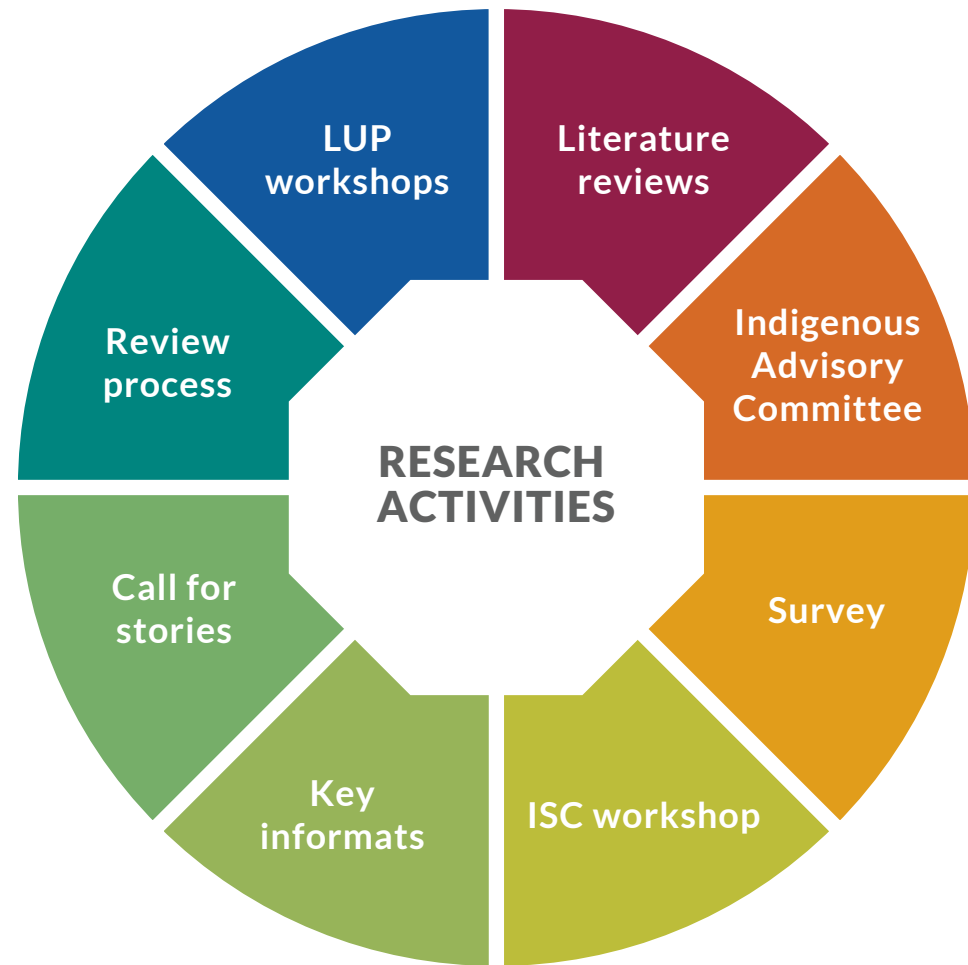 RESEARCH
ACTIVITIES
Literature
reviews
Indigenous
Advisory
Committee
Survey
ISC workshop
Key
informats
Call for
stories
Review
process
LUP
workshops